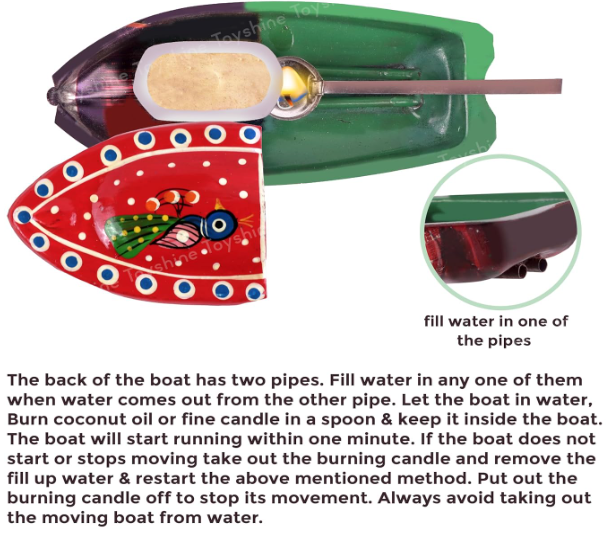 Toyshine Toyshine Toyshine
Toyshine Toyshine
fill water in one of
the pipes
The back of the boat has two pipes. Fill water in any one of them
when water comes out from the other pipe. Let the boat in water,
Burn coconut oil or fine candle in a spoon & keep it inside the boat.
The boat will start running within one minute. If the boat does not
start or stops moving take out the burning candle and remove the
fill up water & restart the above mentioned method. Put out the
burning candle off to stop its movement. Always avoid taking out
the moving boat from water.